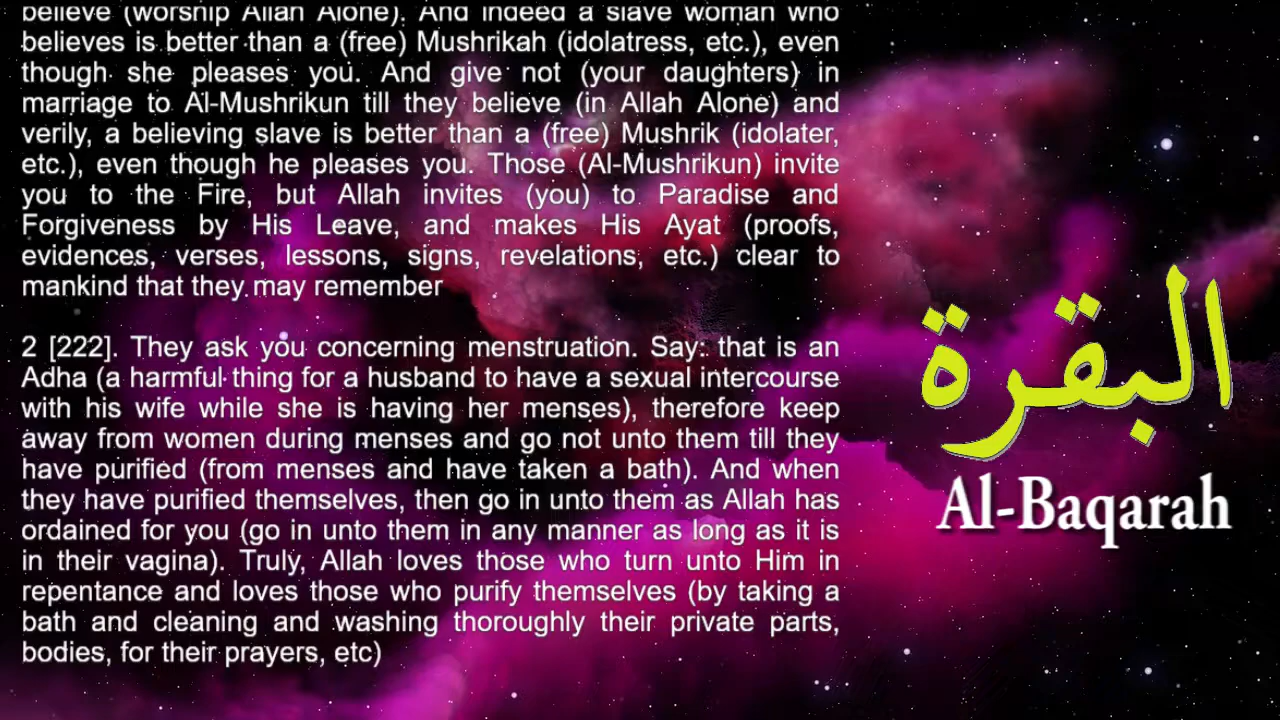 believe (worship Allah Alone). And indeed a slave woman who
believes is better than a (free) Mushrikah (idolatress, etc.), even
though she pleases you. And give not (your daughters) in
marriage to Al-Mushrikun till they believe (in Allah Alone) and
verily, a believing slave is better than a (free) Mushrik (idolater,
etc.), even though he pleases you. Those (Al-Mushrikun) invite
you to the Fire, but Allah invites (you) to Paradise and
Forgiveness by His Leave, and makes His Ayat (proofs,
evidences, verses, lessons, signs, revelations, etc.) clear to
mankind that they may remember
2 [222]. They ask you concerning menstruation. Say: that is an
Adha (a harmful thing for a husband to have a sexual intercourse
with his wife while she is having her menses), therefore keep
away from women during menses and go not unto them till they
have purified (from menses and have taken a bath). And when
they have purified themselves, then go in unto them as Allah has
ordained for you (go in unto them in any manner as long as it is
in their vagina). Truly, Allah loves those who turn unto Him in
repentance and loves those who purify themselves (by taking a
bath and cleaning and washing thoroughly their private parts,
bodies, for their prayers, etc)
البقرة
Al-Baqarah